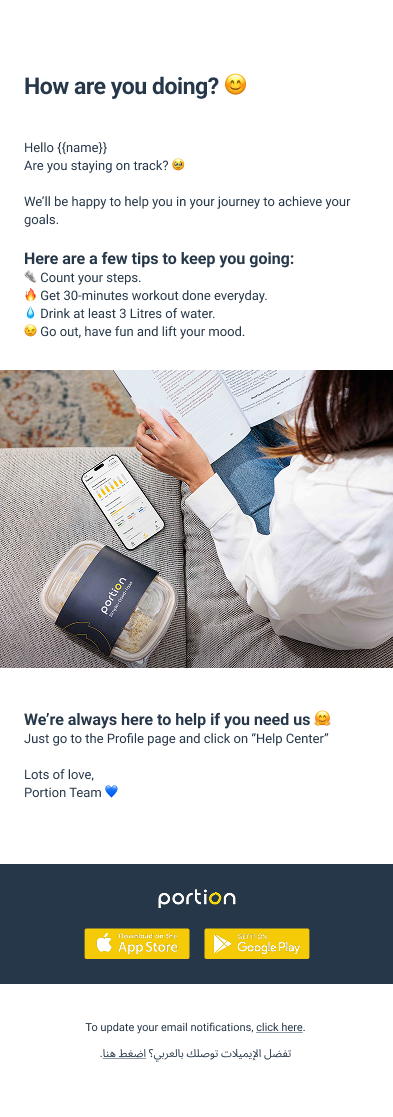 How are you doing? 😊
Hello {{name}}
Are you staying on track? 🥹
We’ll be happy to help you in your journey to achieve your
goals.
Here are a few tips to keep you going:
👟 Count your steps.
🔥 Get 30-minutes workout done everyday.
💧 Drink at least 3 Litres of water.
😉 Go out, have fun and lift your mood.
portion
We’re always here to help if you need us 🤗
Just go to the Profile page and click on “Help Center”
Lots of love,
Portion Team 💙
portion
Download on the
App Store
GET IT ON
Google Play
To update your email notifications, click here.
تفضل الإيميلات توصلك بالعربي؟ اضغط هنا.